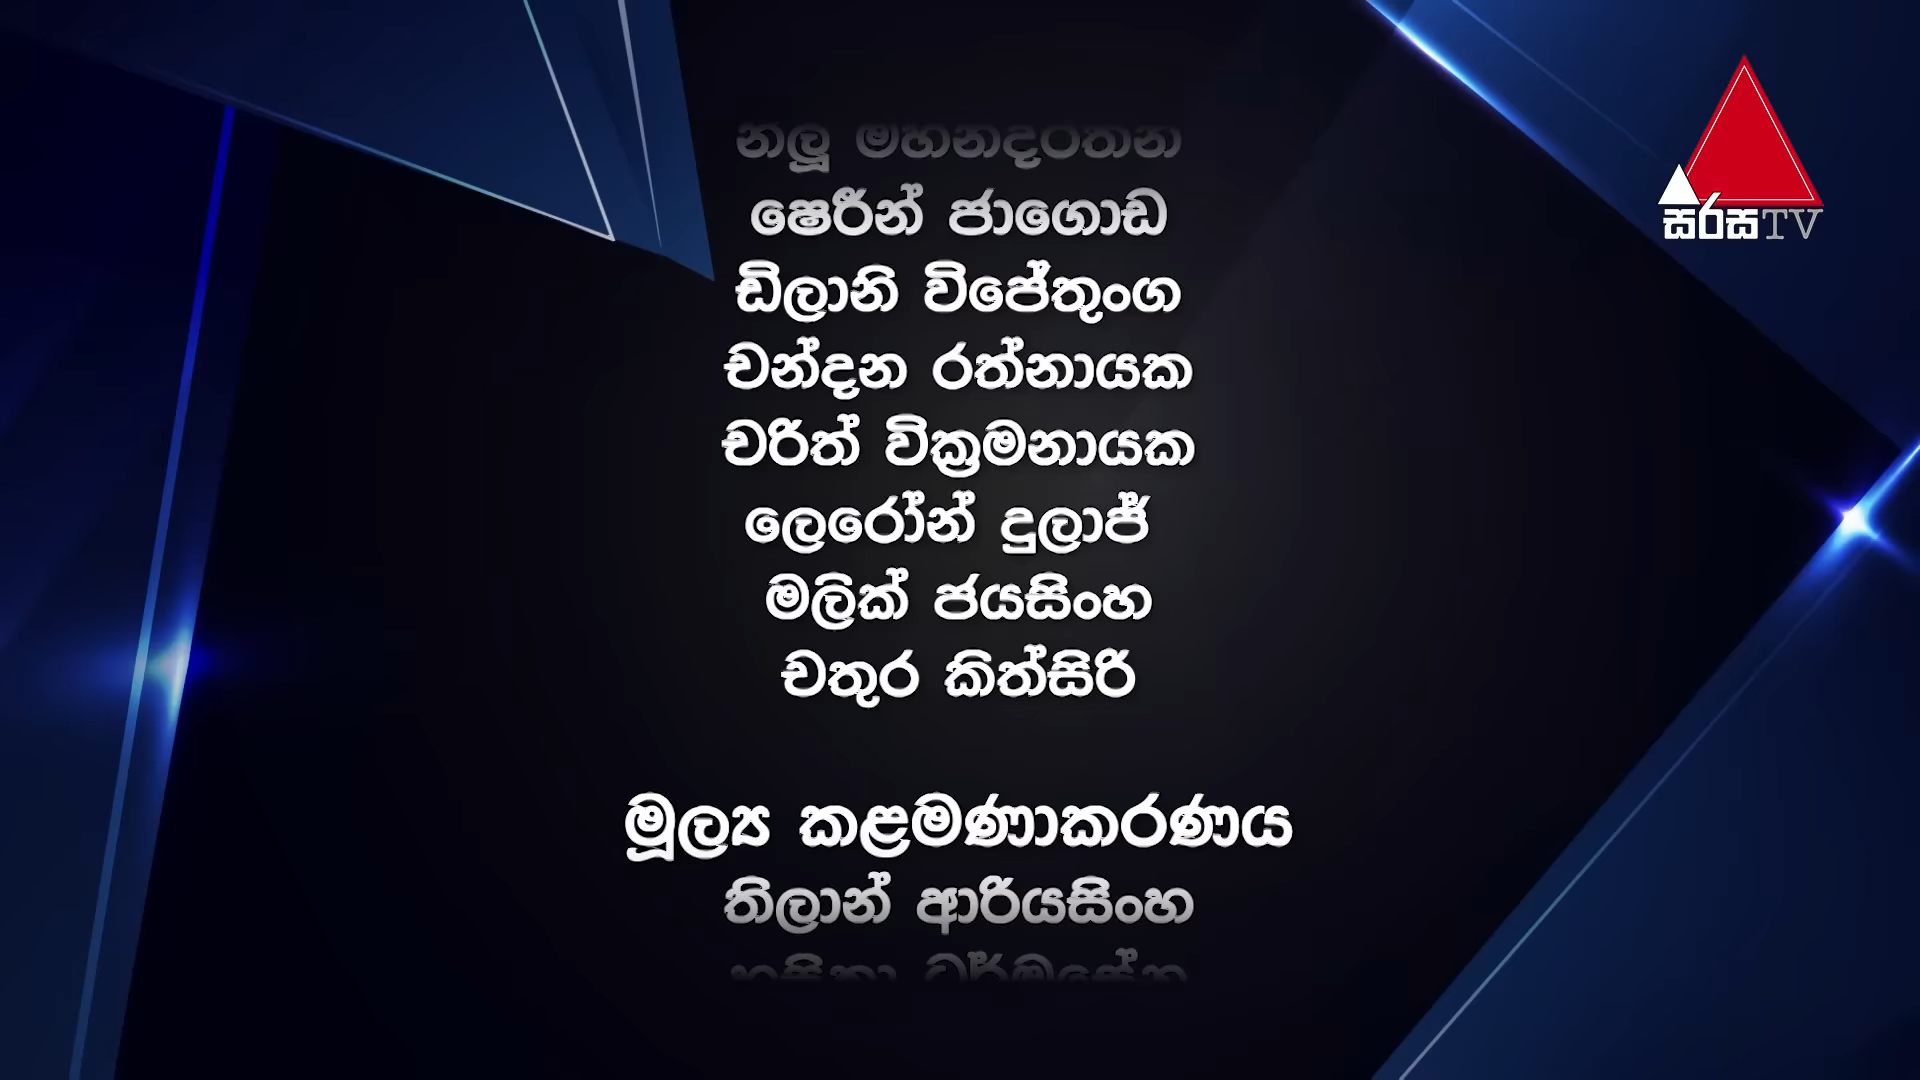 ෂෙරීන් ජාගොඩ
ඩිලානි විජේතුංග
චන්දන රත්නායක
චරිත් වික්‍රමනායක
ලෙරෝන් දුලාජ්
මලික් ජයසිංහ
චතුර කිත්සිරි
මූල්‍ය කළමණාකරණය
තිලාන් ආරියසිංහ
සිරස TV